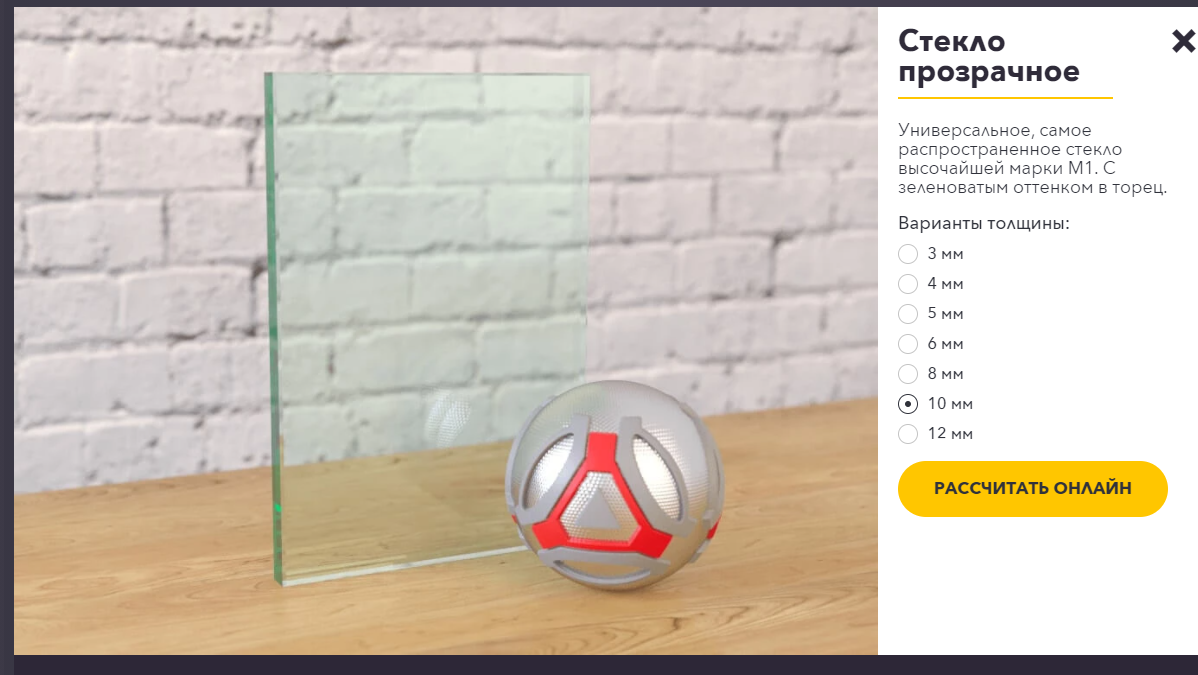 Стекло
прозрачное
Универсальное, самое
распространенное стекло
высочайшей марки М1. С
зеленоватым оттенком в торец.
Варианты толщины:
3 мм
4 мм
5 мм
6 мм
8 мм
10 мм
12 мм
РАССЧИТАТЬ ОНЛАЙН